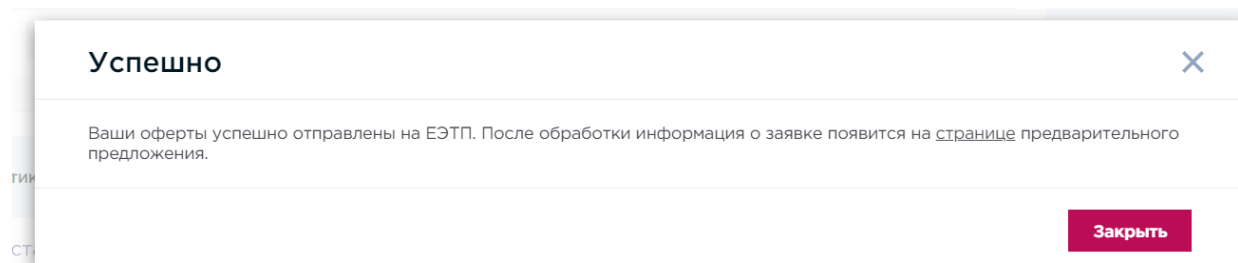 Успешно
Ваши оферты успешно отправлены на ЕЭТП. После обработки информация о заявке появится на странице предварительного
предложения.
Закрыть